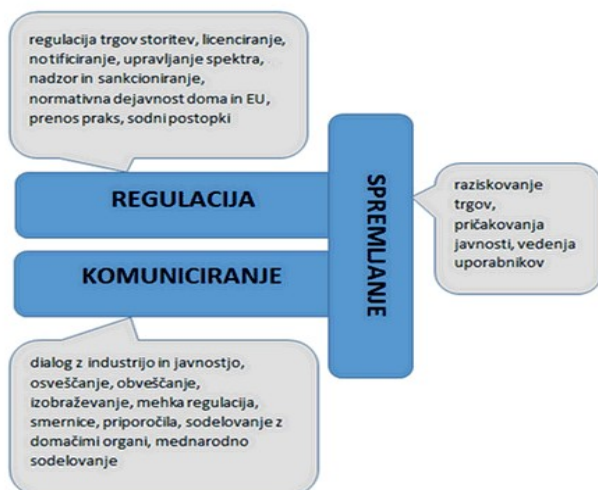 regulacija trgov storitev, licenciranje,
notificiranje, upravljanje spektra,
nadzor in sankcioniranje,
normativna dejavnost doma in EU,
prenos praks, sodni postopki
REGULACIJA
KOMUNICIRANJE
SPREMLJANJE
raziskovanje
trgov,
pričakovanja
javnosti, vedenja
uporabnikov
dialog z industrijo in javnostjo,
osveščanje, obveščanje,
izobraževanje, mehka regulacija,
smernice, priporočila, sodelovanje z
domačimi organi, mednarodno
sodelovanje